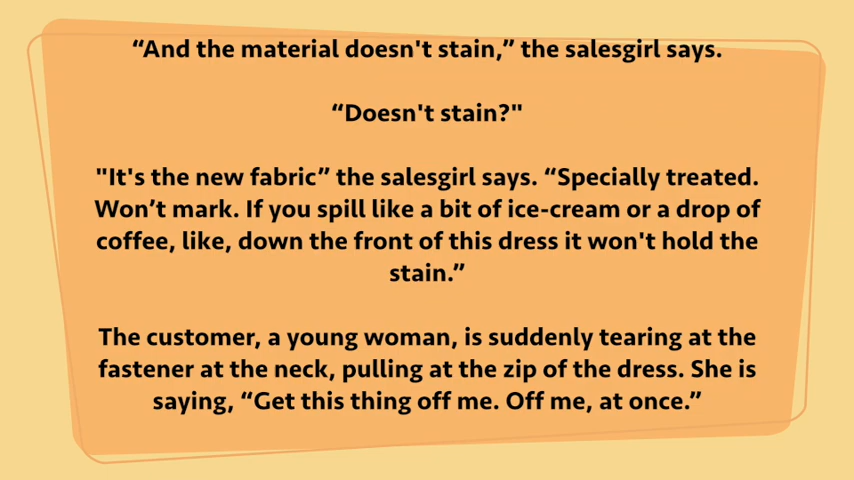 “And the material doesn't stain,” the salesgirl says.
“Doesn't stain?"
"It's the new fabric” the salesgirl says. “Specially treated.
Won’t mark. If you spill like a bit of ice-cream or a drop of
coffee, like, down the front of this dress it won't hold the
stain.”
The customer, a young woman, is suddenly tearing at the
fastener at the neck, pulling at the zip of the dress. She is
saying, “Get this thing off me. Off me, at once.”